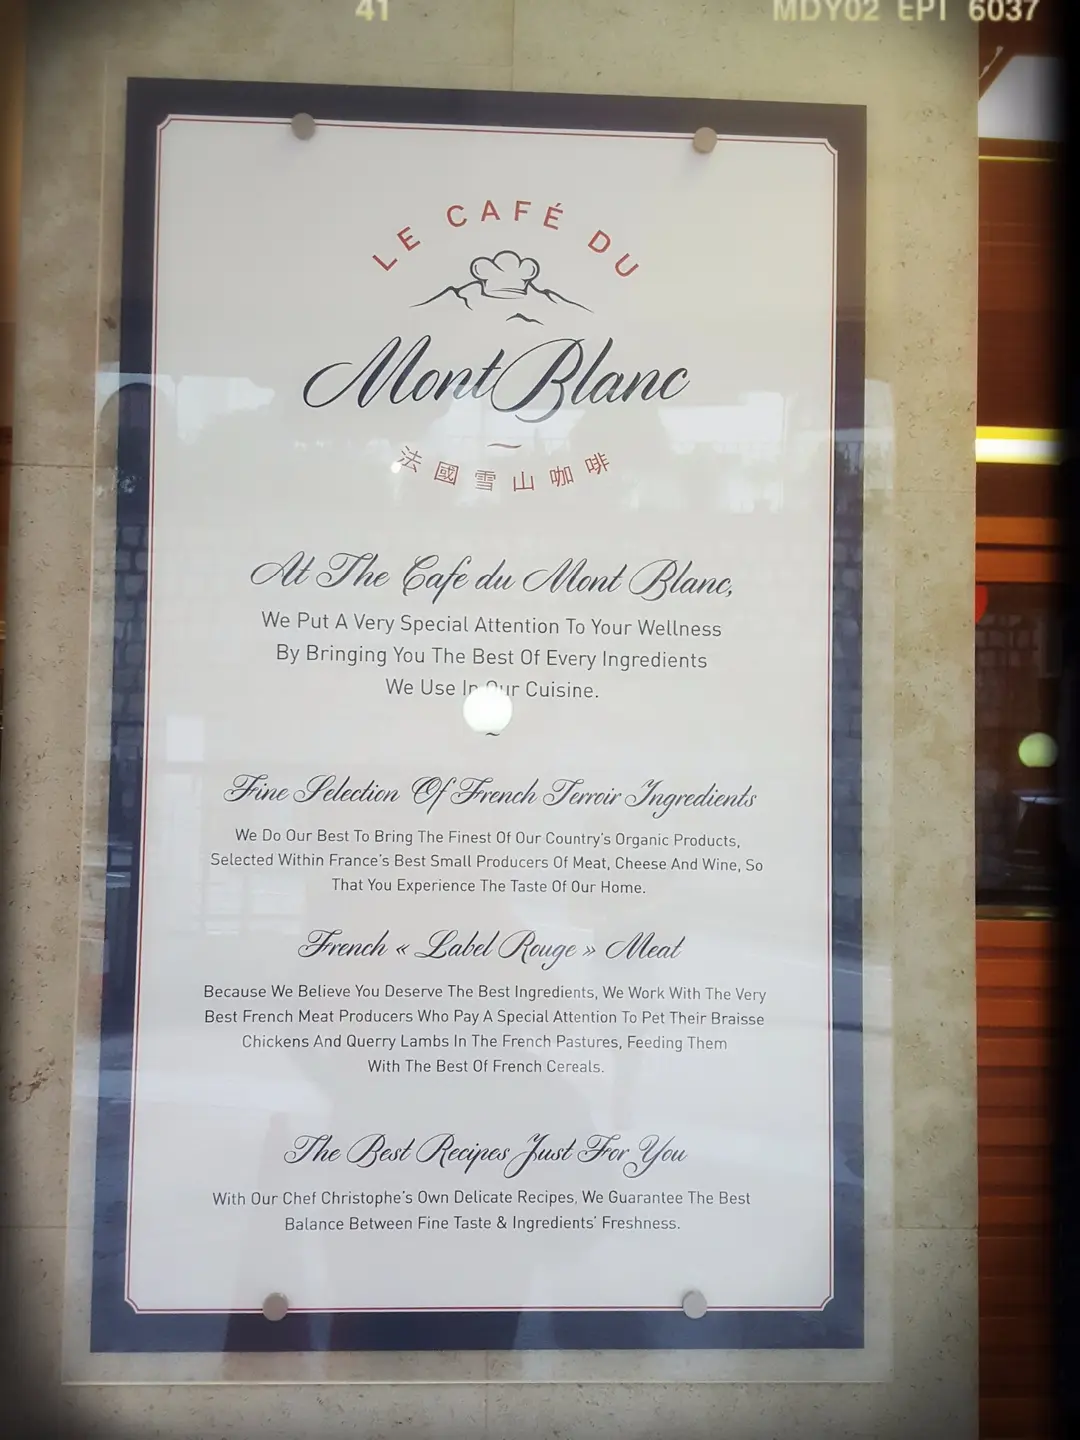 41
MDY02 EPT 6037
LE CAFÉ DU
Mont Blanc
法國雪山咖啡
At The Cafe du Mont Blanc,
We Put A Very Special Attention To Your Wellness
By Bringing You The Best Of Every Ingredients
We Use In Our Cuisine.
~
Fine Selection Of French Terroir Ingredients
We Do Our Best To Bring The Finest Of Our Country's Organic Products,
Selected Within France's Best Small Producers Of Meat, Cheese And Wine, So
That You Experience The Taste Of Our Home.
French « Label Rouge » Meat
Because We Believe You Deserve The Best Ingredients, We Work With The Very
Best French Meat Producers Who Pay A Special Attention To Pet Their Braisse
Chickens And Querry Lambs In The French Pastures, Feeding Them
With The Best Of French Cereals.
The Best Recipes Just For You
With Our Chef Christophe's Own Delicate Recipes, We Guarantee The Best
Balance Between Fine Taste & Ingredients' Freshness.